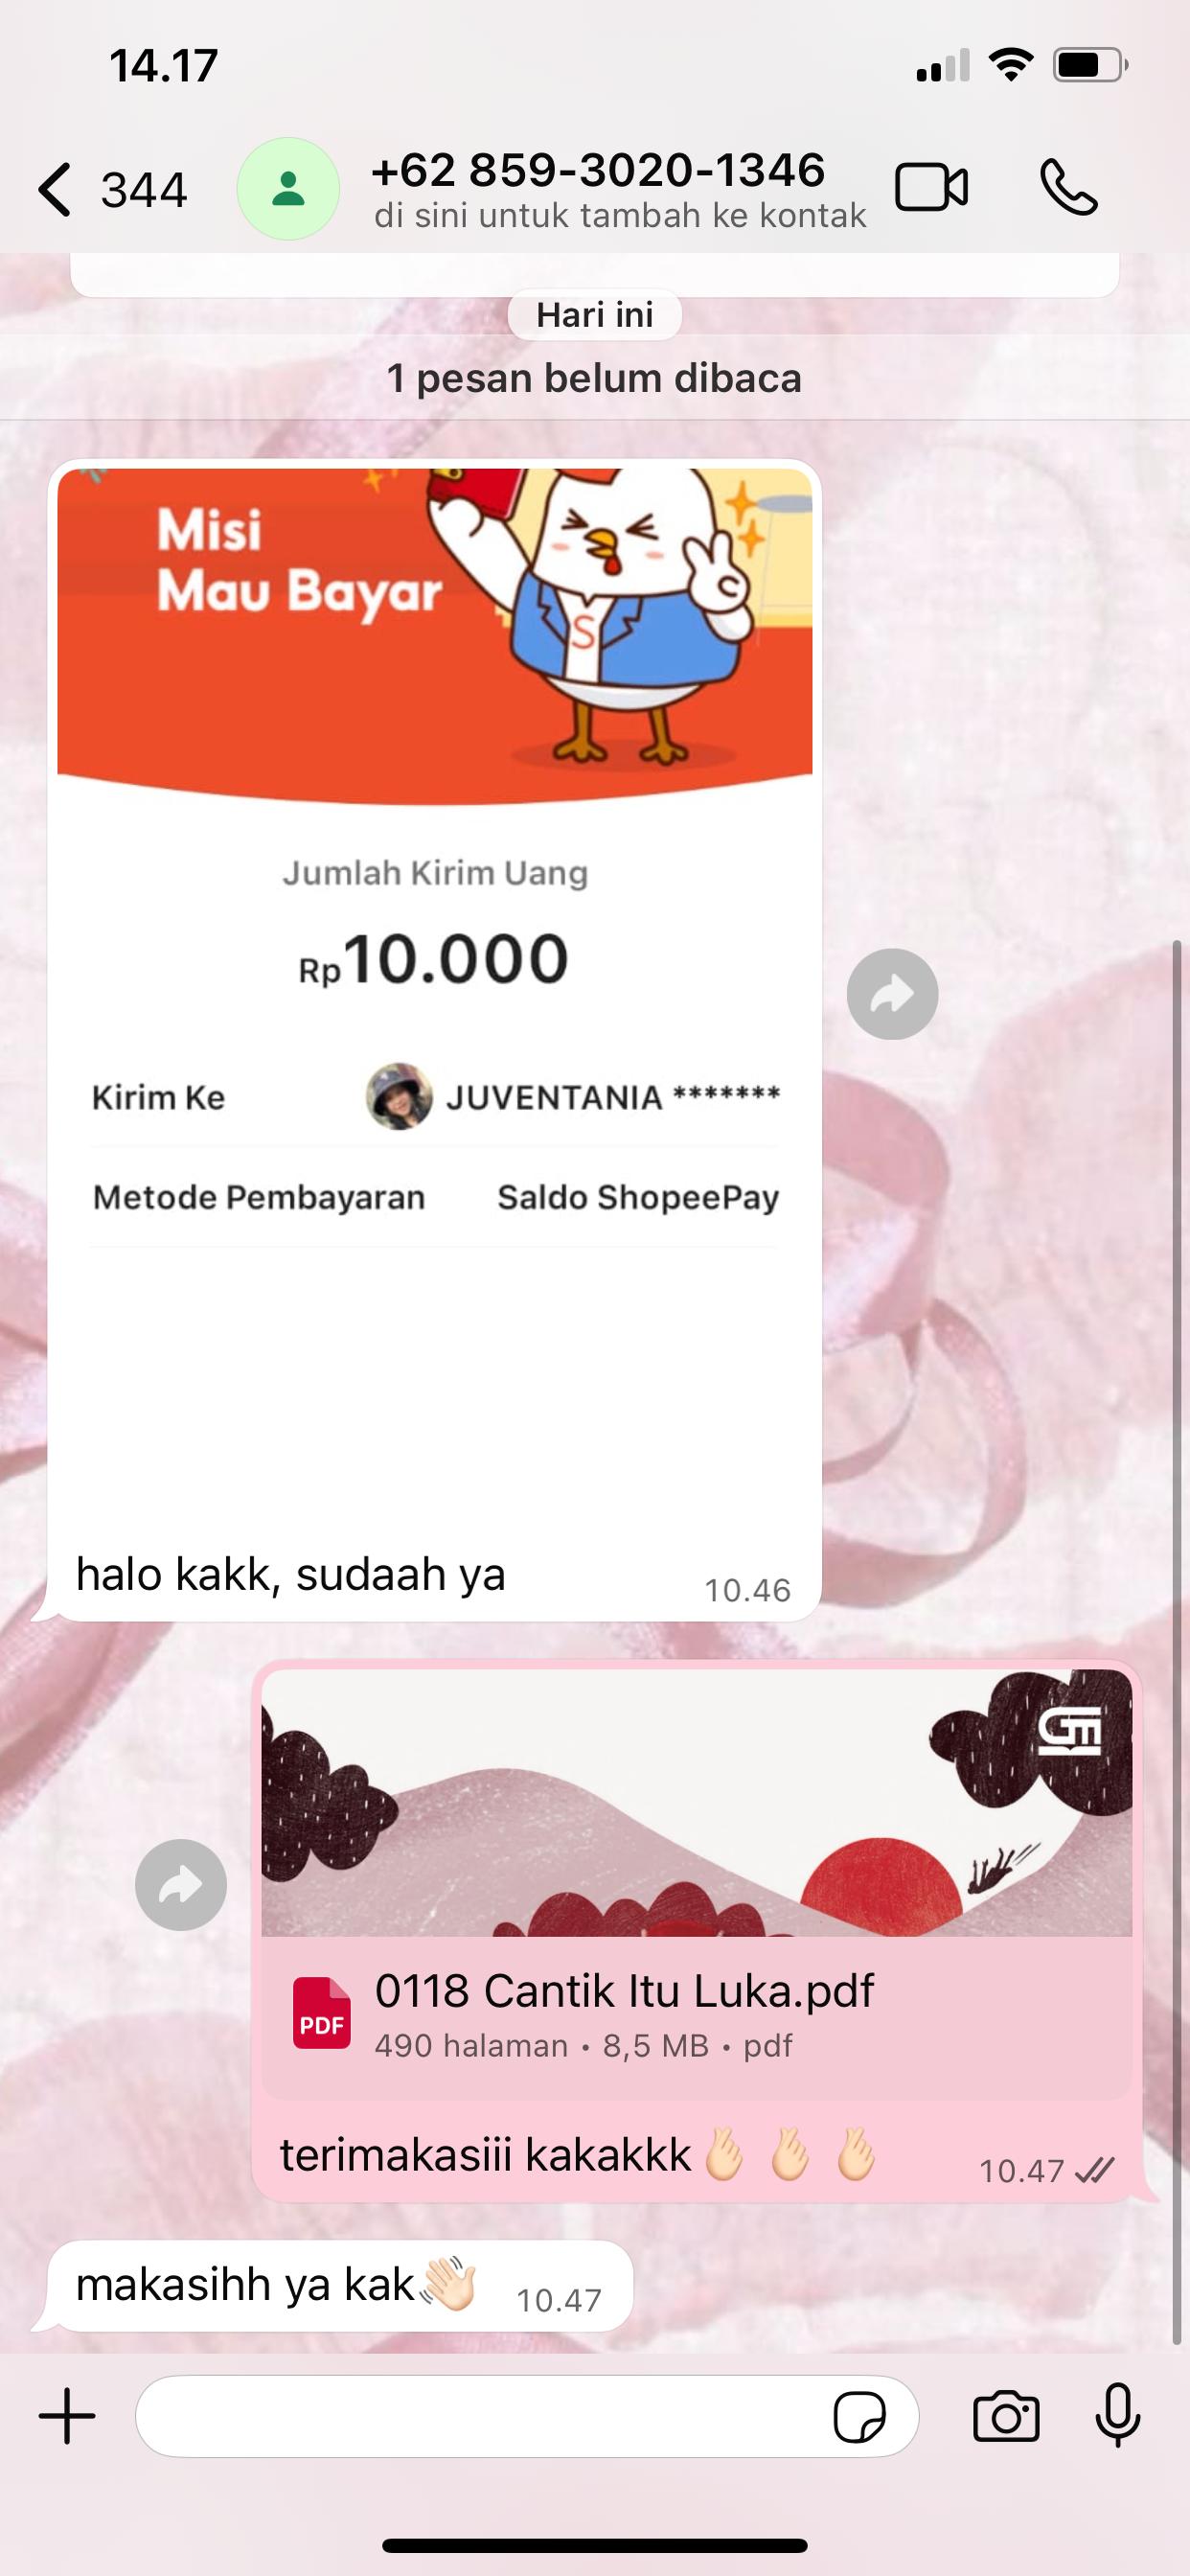 14.17
344
+62 859-3020-1346
di sini untuk tambah ke kontak
Hari ini
1 pesan belum dibaca
Misi
Mau Bayar
S
Jumlah Kirim Uang
Rp10.000
Kirim Ke JUVENTANIA *******
Metode Pembayaran Saldo ShopeePay
halo kakk, sudaah ya
10.46
GM
PDF
0118 Cantik Itu Luka.pdf
490 halaman • 8,5 MB • pdf
terimakasiii kakakkk🫰🏻🫰🏻🫰🏻
10.47
makasihh ya kak👋🏻
10.47